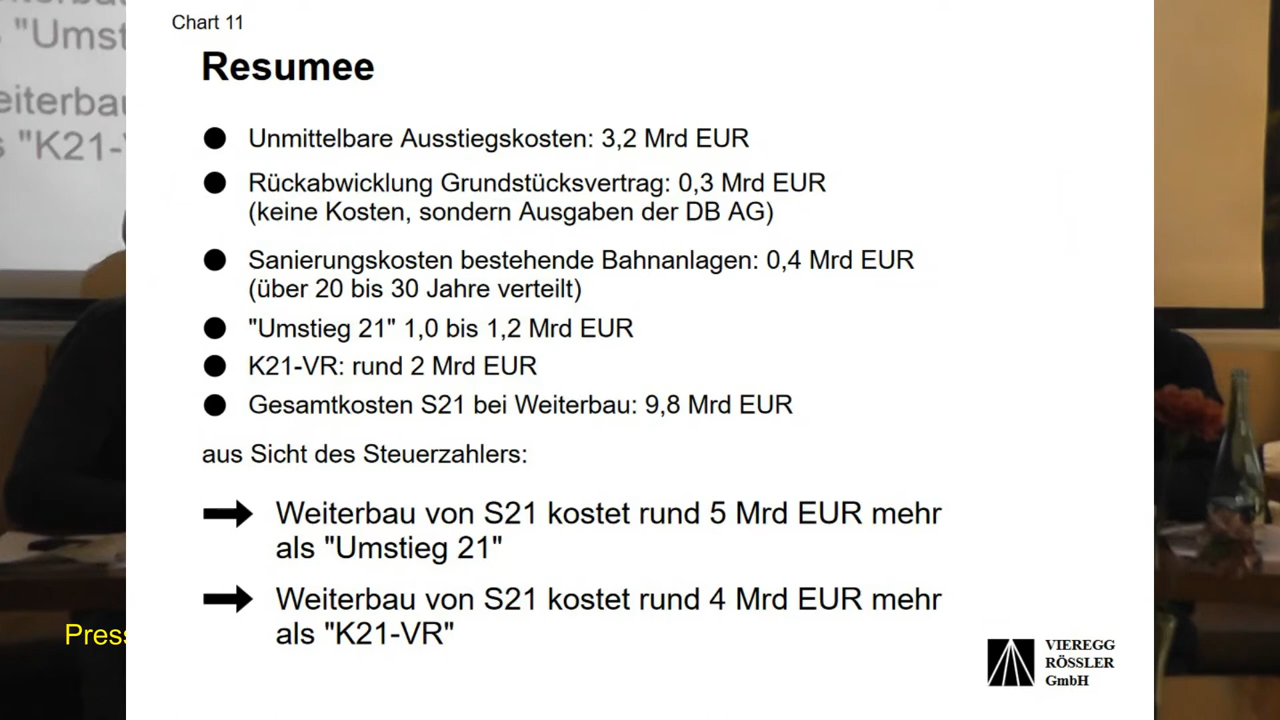 Chart 11
Resumee
Unmittelbare Ausstiegskosten: 3,2 Mrd EUR
Rückabwicklung Grundstücksvertrag: 0,3 Mrd EUR
(keine Kosten, sondern Ausgaben der DB AG)
Sanierungskosten bestehende Bahnanlagen: 0,4 Mrd EUR
(über 20 bis 30 Jahre verteilt)
"Umstieg 21" 1,0 bis 1,2 Mrd EUR
K21-VR: rund 2 Mrd EUR
Gesamtkosten S21 bei Weiterbau: 9,8 Mrd EUR
aus Sicht des Steuerzahlers:
Weiterbau von S21 kostet rund 5 Mrd EUR mehr
als "Umstieg 21"
Weiterbau von S21 kostet rund 4 Mrd EUR mehr
als "K21-VR"
VIEREGG
RÖSSLER
GmbH